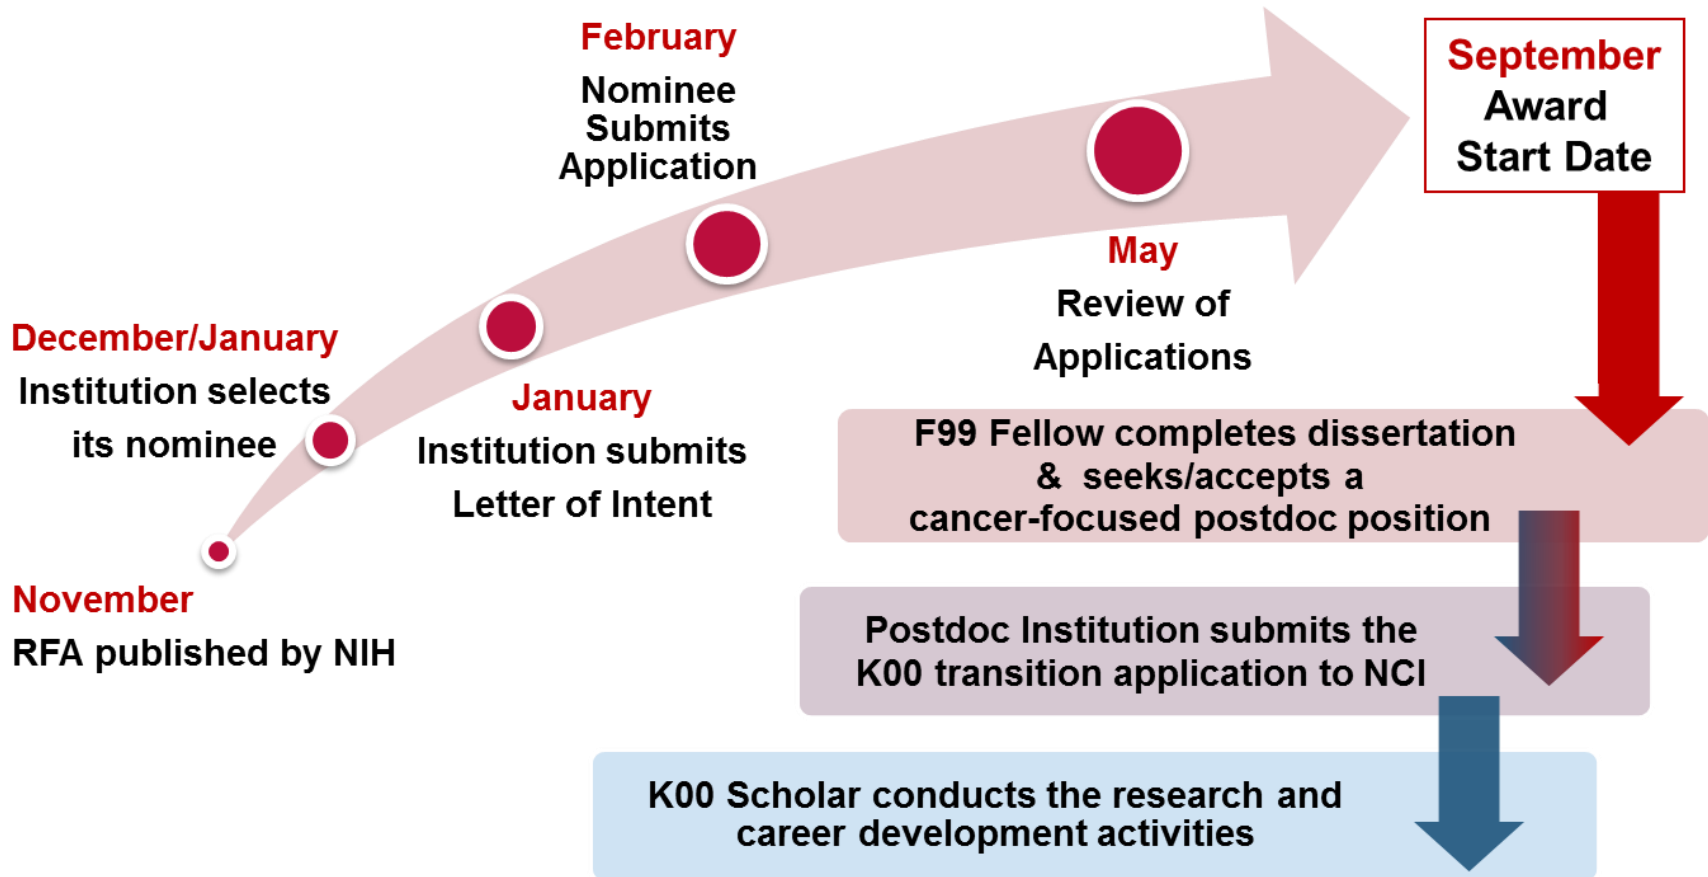 November
RFA published by NIH
December/January
Institution selects
its nominee
January
Institution submits
Letter of Intent
February
Nominee
Submits
Application
May
Review of
Applications
September
Award
Start Date
F99 Fellow completes dissertation
& seeks/accepts a
cancer-focused postdoc position
Postdoc Institution submits the
K00 transition application to NCI
K00 Scholar conducts the research and
career development activities